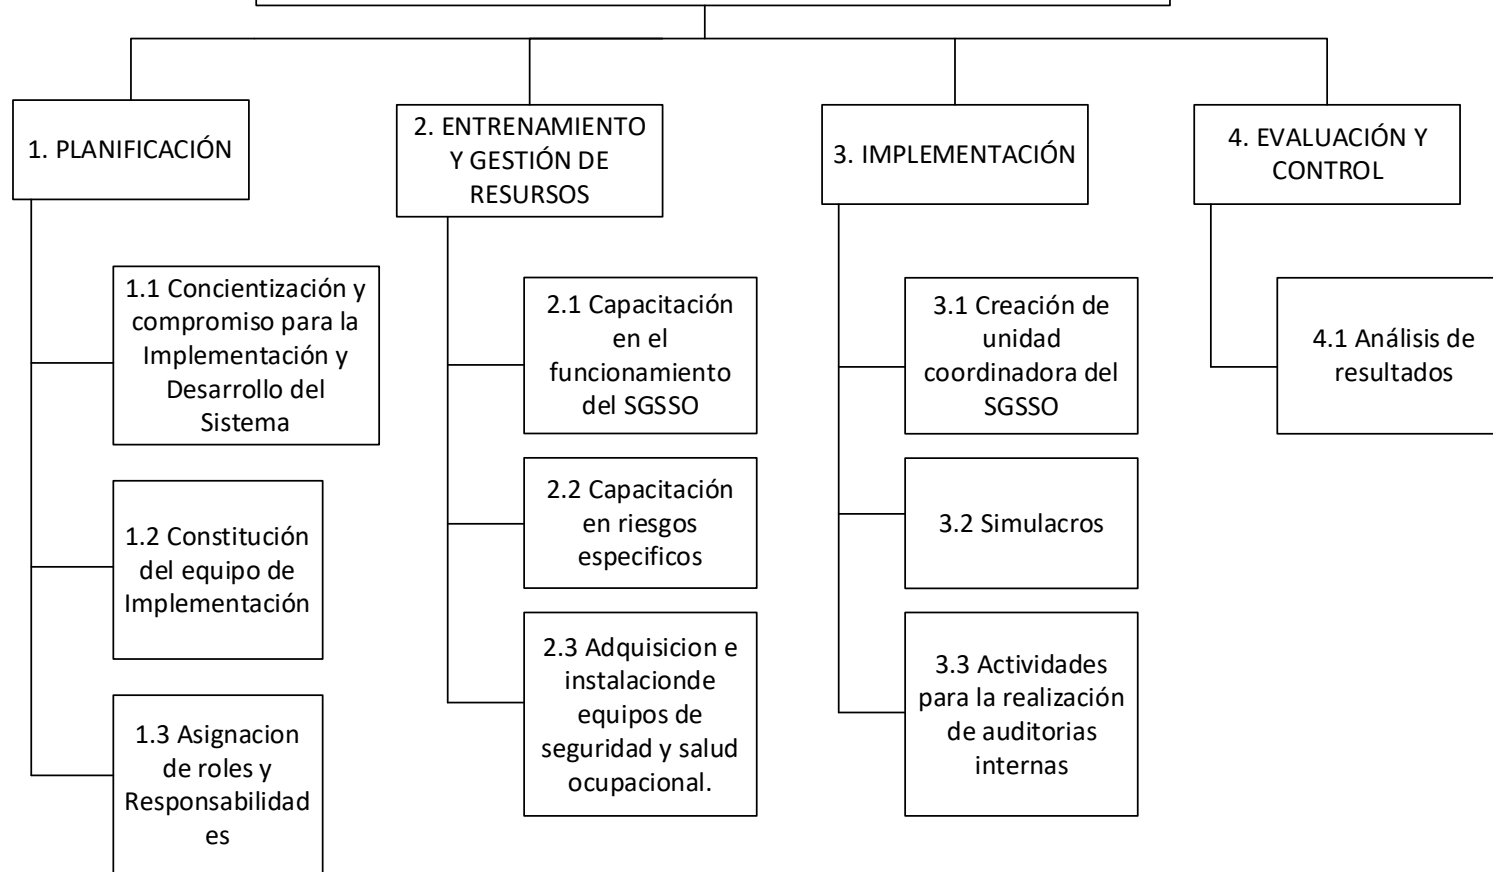 1. PLANIFICACIÓN
1.1 Concientización y
compromiso para la
Implementación y
Desarrollo del
Sistema
1.2 Constitución
del equipo de
Implementación
1.3 Asignacion
de roles y
Responsabilidad
es
2. ENTRENAMIENTO
Y GESTIÓN DE
RESURSOS
2.1 Capacitación
en el
funcionamiento
del SGSSO
2.2 Capacitación
en riesgos
especificos
2.3 Adquisicion e
instalacionde
equipos de
seguridad y salud
ocupacional.
3. IMPLEMENTACIÓN
3.1 Creación de
unidad
coordinadora del
SGSSO
3.2 Simulacros
3.3 Actividades
para la realización
de auditorias
internas
4. EVALUACIÓN Y
CONTROL
4.1 Análisis de
resultados